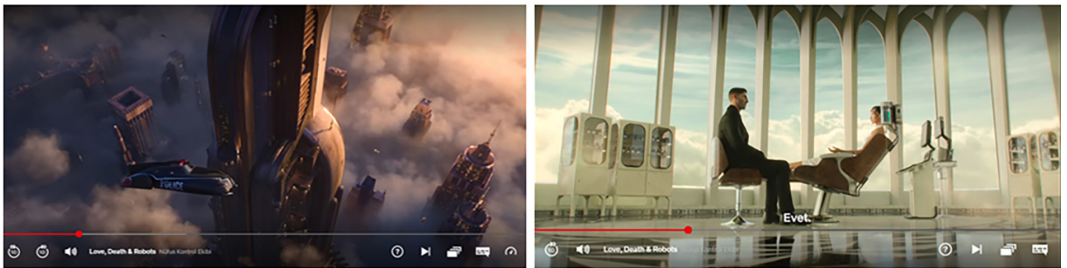 POLICE
Love, Death & Robots Nüfus Kontrol Ekibi
Evet.
Love, Death & Robots